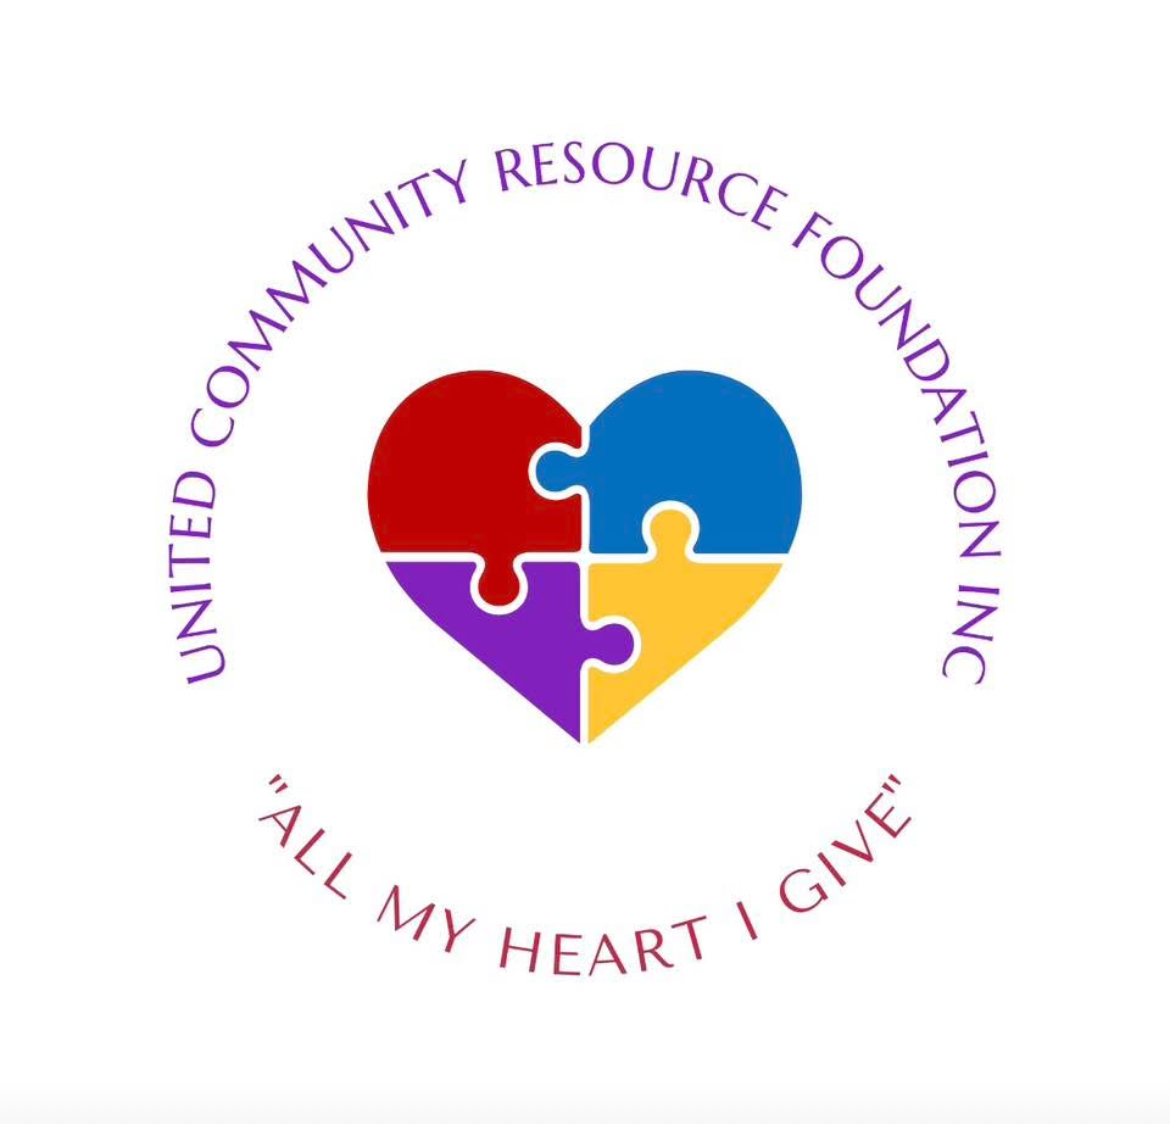 UNITED COMMUNITY RESOURCE FOUNDATION INC
"ALL MY HEART I GIVE"